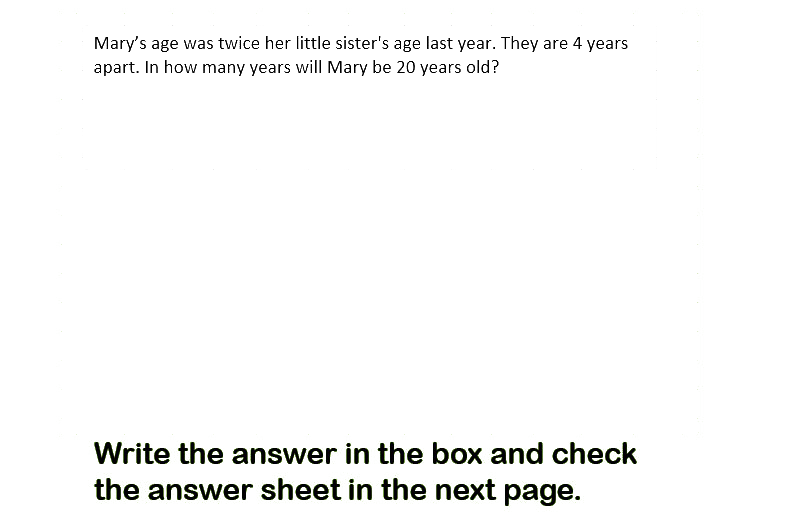 Mary’s age was twice her little sister's age last year. They are 4 years
apart. In how many years will Mary be 20 years old?
Write the answer in the box and check
the answer sheet in the next page.